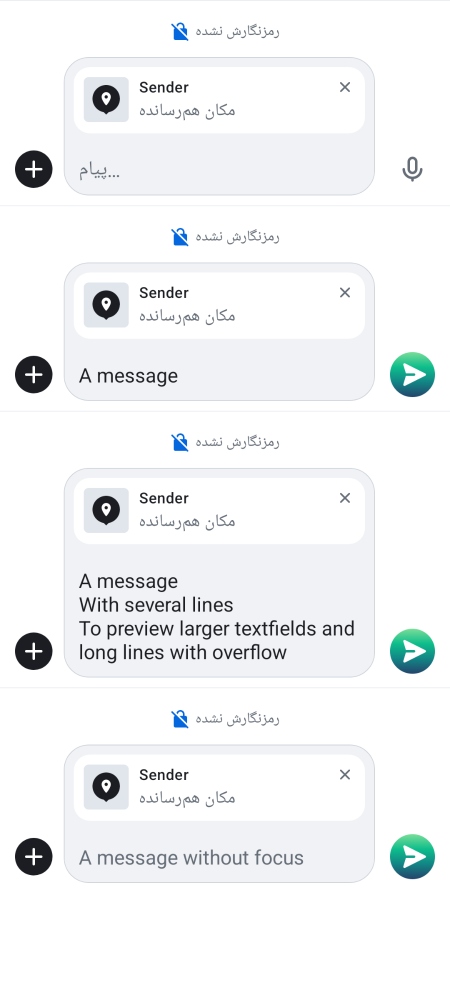 رمزنگارش نشده
Sender
مکان هم‌رسانده
پیام…
رمزنگارش نشده
Sender
مکان هم‌رسانده
A message
رمزنگارش نشده
Sender
مکان هم‌رسانده
A message
With several lines
To preview larger textfields and
long lines with overflow
رمزنگارش نشده
Sender
مکان هم‌رسانده
A message without focus